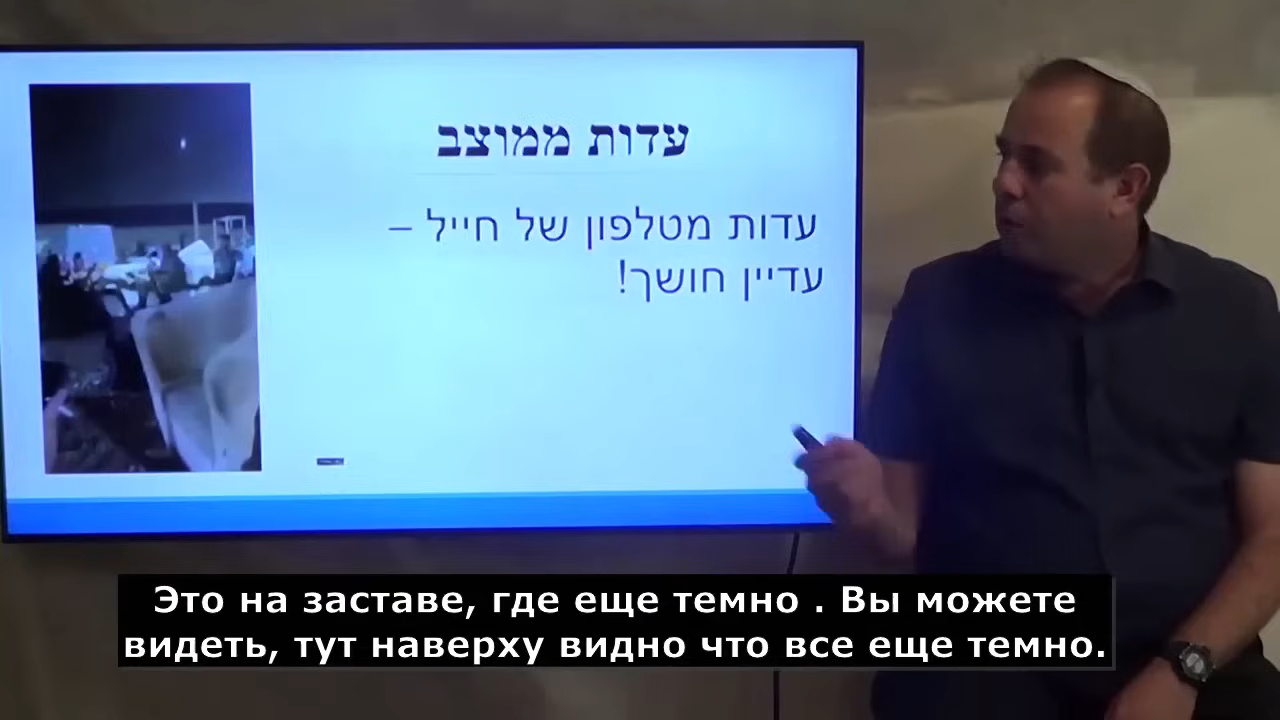 עדות ממוצב
עדות מטלפון של חייל –
עדיין חושך!
Это на заставе, где еще темно . Вы можете
видеть, тут наверху видно что все еще темно.